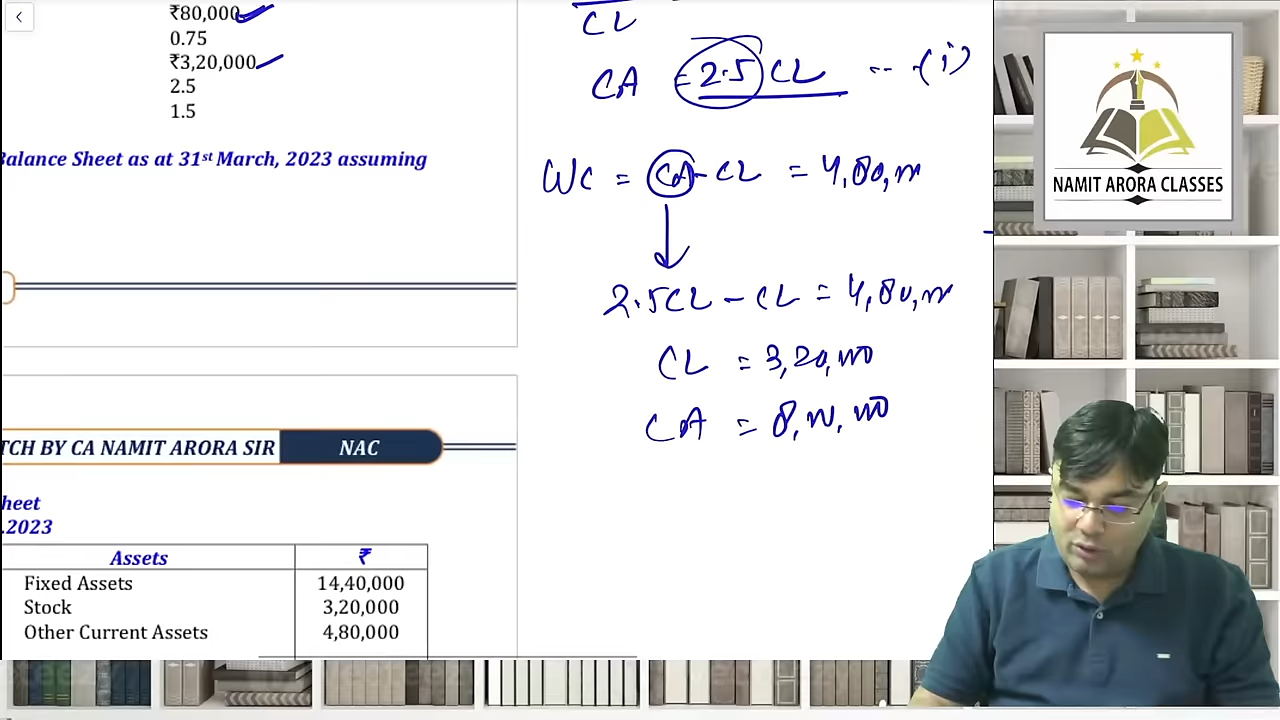 ₹80,000
0.75
₹3,20,000
2.5
1.5
Balance Sheet as at 31st March, 2023 assuming
TCH BY CA NAMIT ARORA SIR NAC
heet
.2023
Assets ₹
Fixed Assets 14,40,000
Stock 3,20,000
Other Current Assets 4,80,000
CL
CA = 2.5 CL -- (i)
WC = CA - CL = 4,80,000
2.5CL - CL = 4,80,000
CL = 3,20,000
CA = 8,00,000
NAMIT ARORA CLASSES